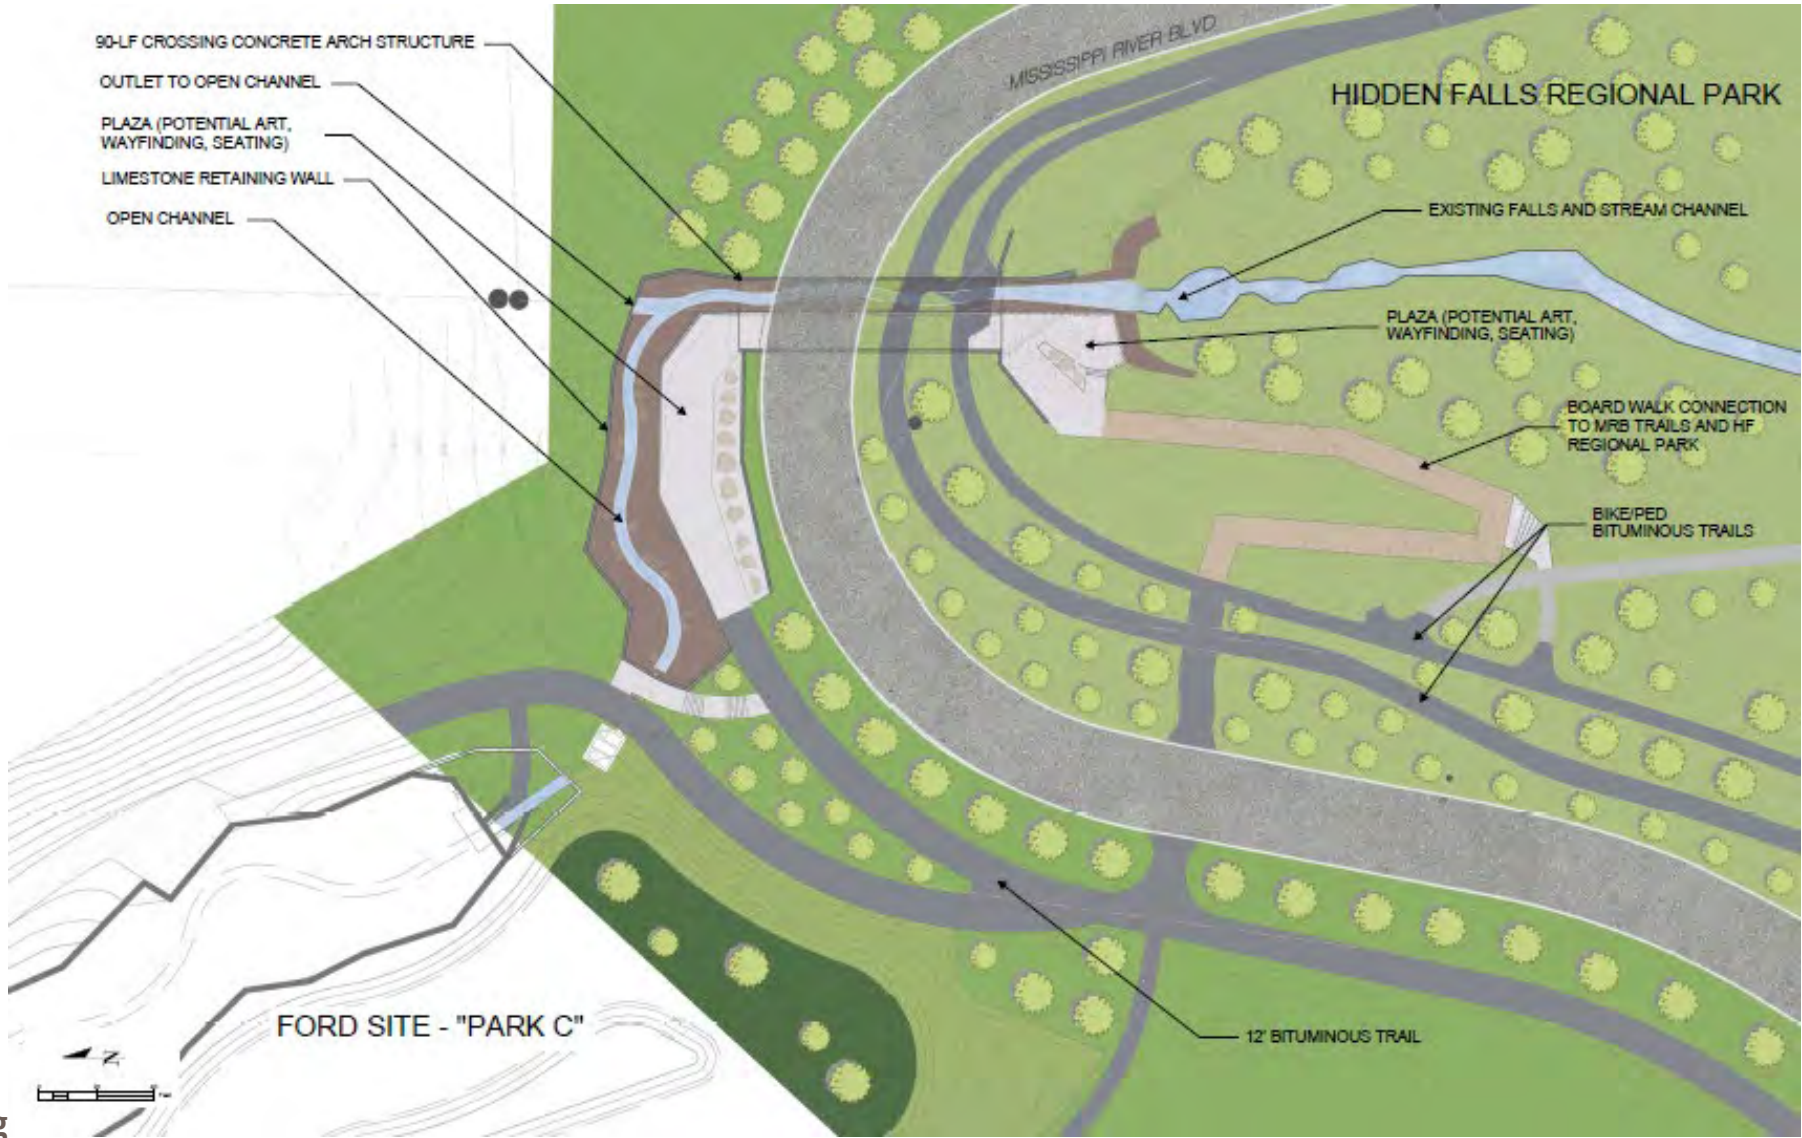 90-LF CROSSING CONCRETE ARCH STRUCTURE
OUTLET TO OPEN CHANNEL
PLAZA (POTENTIAL ART,
WAYFINDING, SEATING)
LIMESTONE RETAINING WALL
OPEN CHANNEL
MISSISSIPPI RIVER BLVD
HIDDEN FALLS REGIONAL PARK
EXISTING FALLS AND STREAM CHANNEL
PLAZA (POTENTIAL ART,
WAYFINDING, SEATING)
BOARD WALK CONNECTION
TO MRB TRAILS AND HF
REGIONAL PARK
BIKE/PED
BITUMINOUS TRAILS
12' BITUMINOUS TRAIL
FORD SITE - "PARK C"
N
g